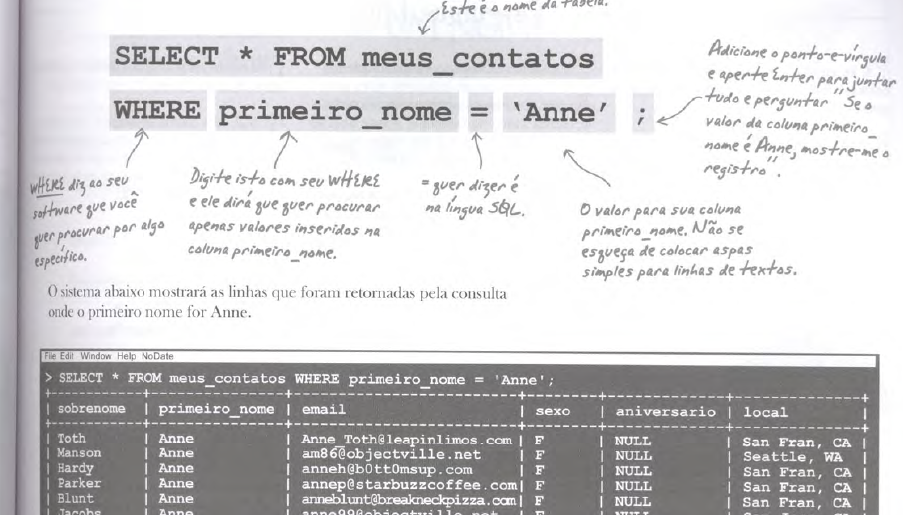 Este é o nome da tabela.
SELECT * FROM meus_contatos
WHERE primeiro_nome = ‘Anne’ ;
Adicione o ponto-e-vírgula
e aperte Enter para juntar
tudo e perguntar "Se o
valor da coluna primeiro_
nome é Anne, mostre-me o
registro".
WHERE diz ao seu
software que você
quer procurar por algo
específico.
Digite isto com seu WHERE
e ele dirá que quer procurar
apenas valores inseridos na
coluna primeiro_nome.
= quer dizer é
na língua SQL.
O valor para sua coluna
primeiro_nome. Não se
esqueça de colocar aspas
simples para linhas de textos.
O sistema abaixo mostrará as linhas que foram retornadas pela consulta
onde o primeiro nome for Anne.
File Edit Window Help NoDate
> SELECT * FROM meus_contatos WHERE primeiro_nome = 'Anne';
| sobrenome | primeiro_nome | email | sexo | aniversario | local |
| Toth | Anne | Anne_Toth@leapinlimos.com | F | NULL | San Fran, CA |
| Manson | Anne | am86@objectville.net | F | NULL | Seattle, WA |
| Hardy | Anne | anneh@b0tt0msup.com | F | NULL | San Fran, CA |
| Parker | Anne | annep@starbuzzcoffee.com | F | NULL | San Fran, CA |
| Blunt | Anne | anneblunt@breakneckpizza.com | F | NULL | San Fran, CA |
| Jacobs | Anne | anne99@objectville.net | F | NULL